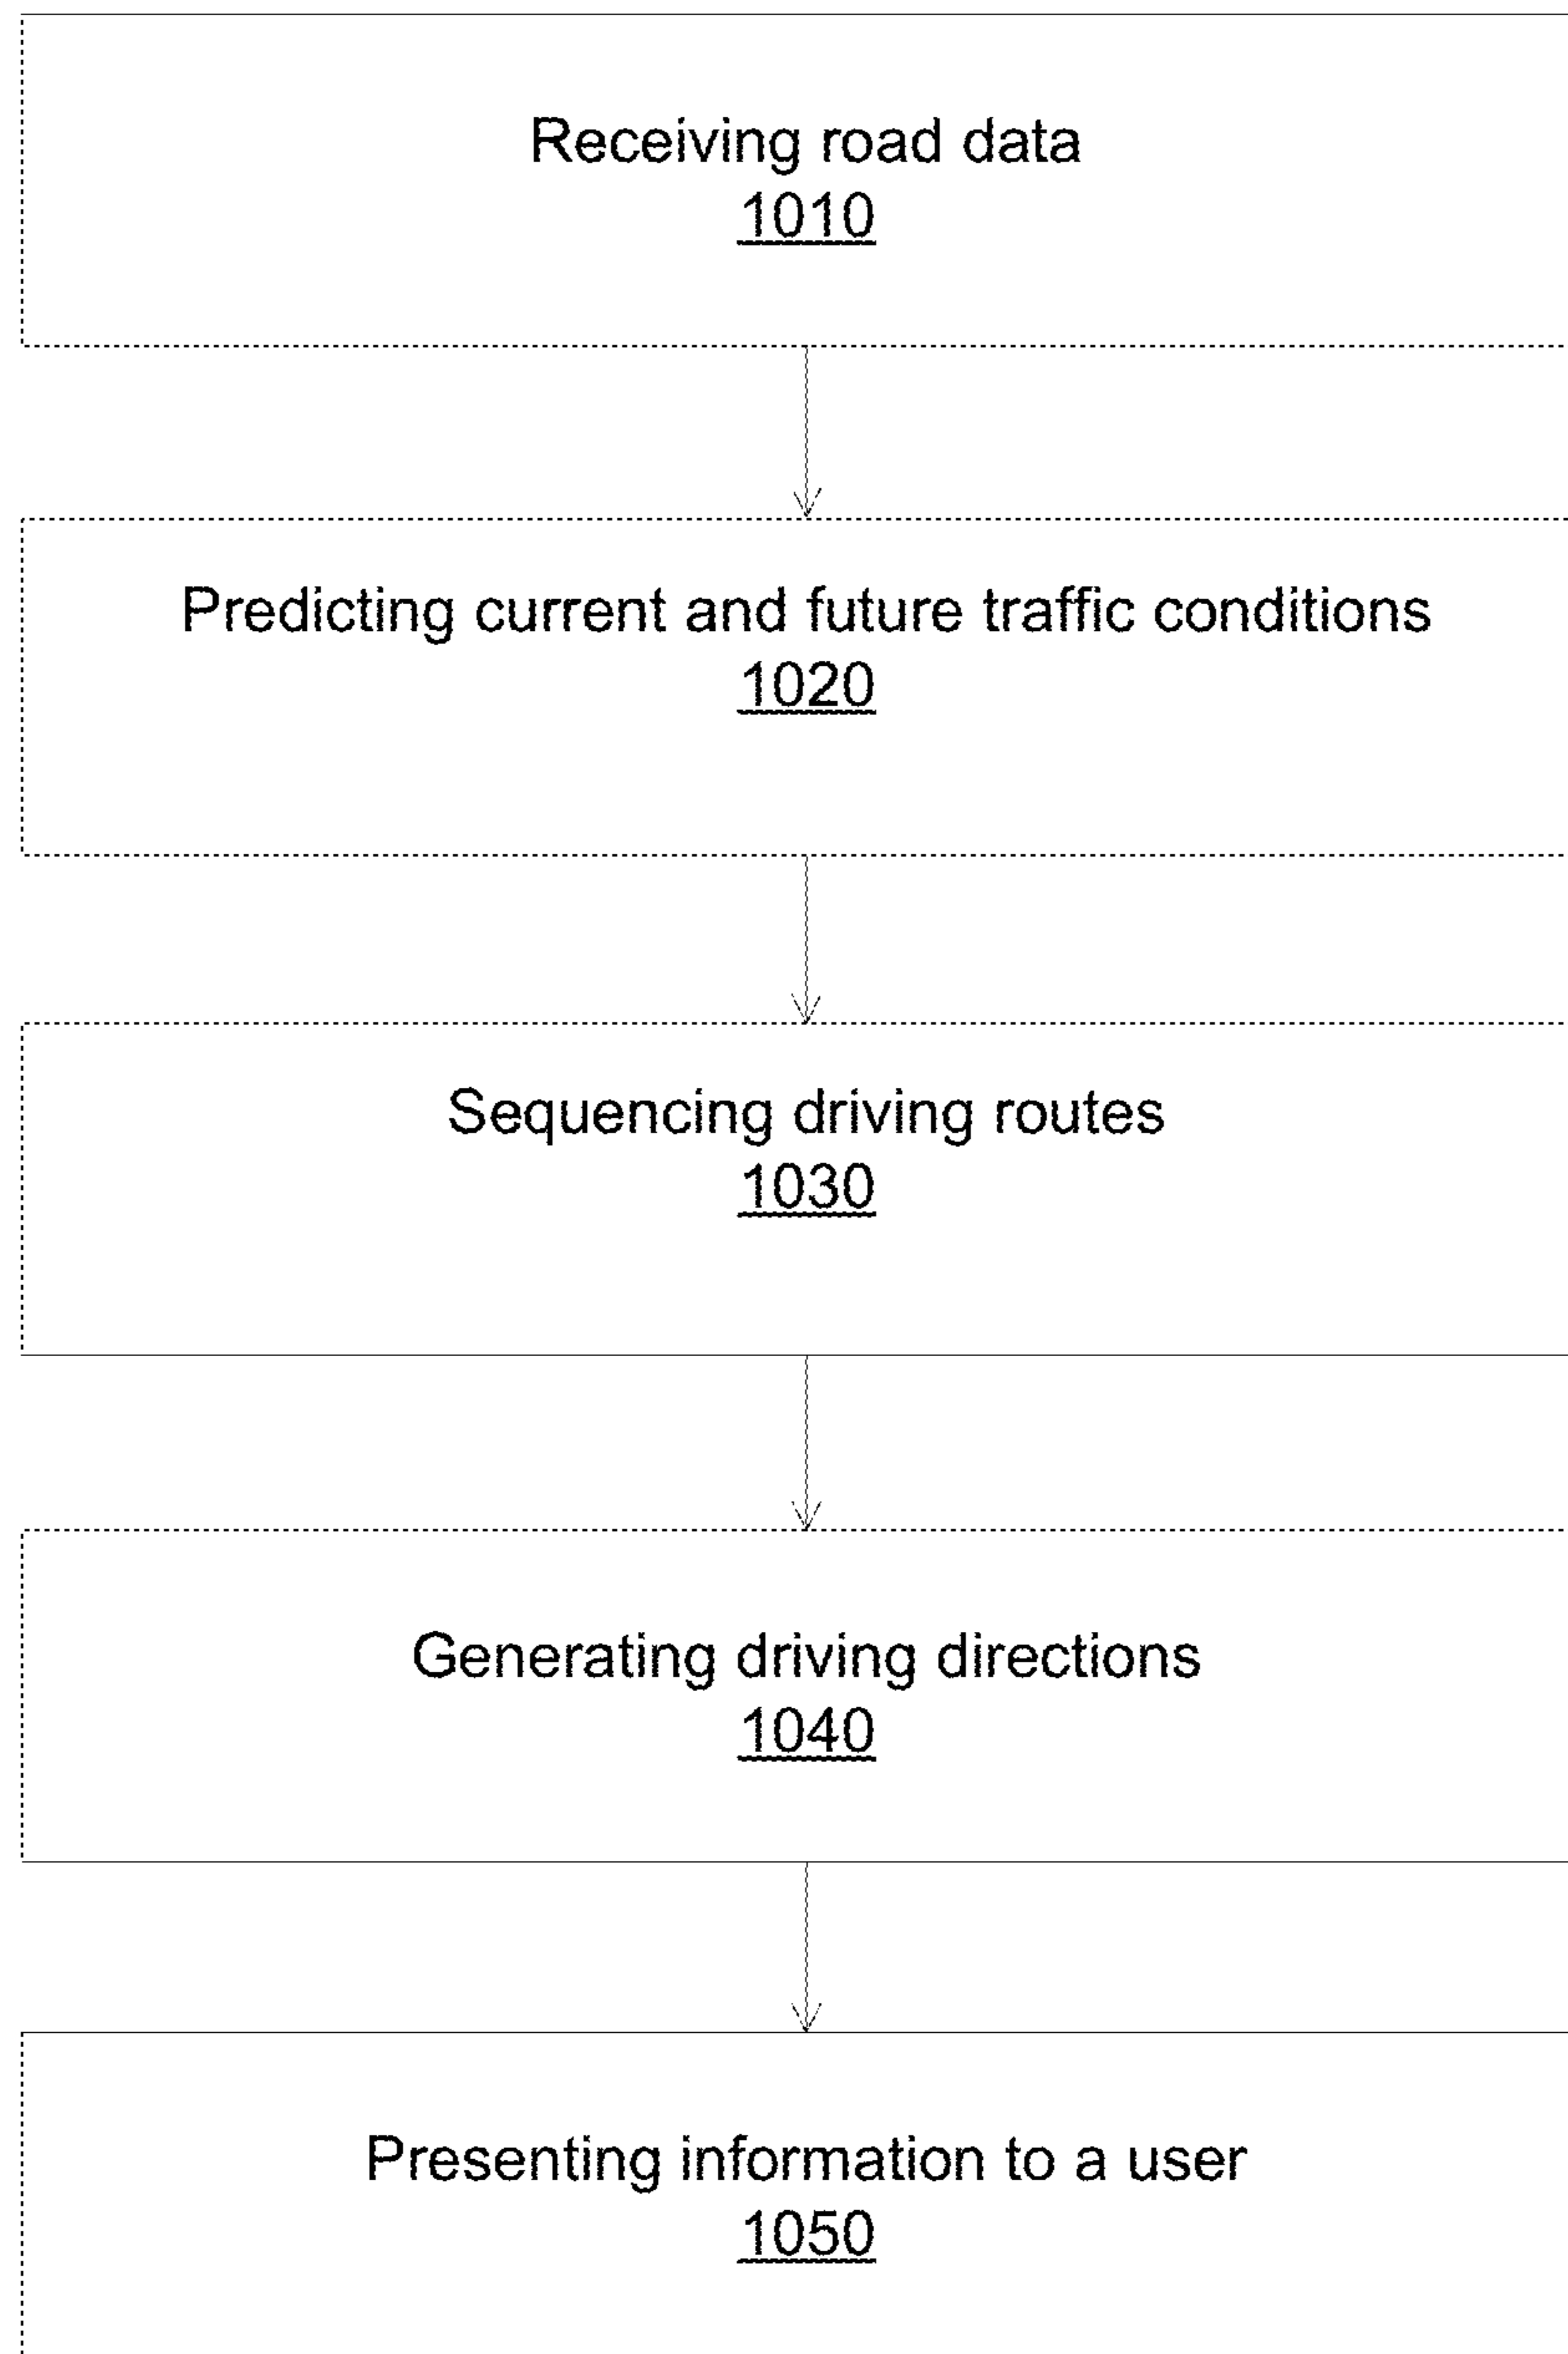 Receiving road data
1010
Predicting current and future traffic conditions
1020
Sequencing driving routes
1030
Generating driving directions
1040
Presenting information to a user
1050